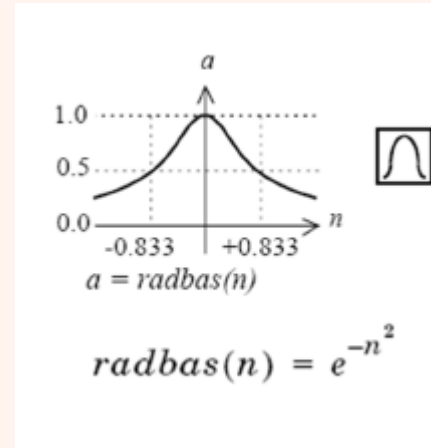 a
1.0
0.5
0.0
n
-0.833 +0.833
a = radbas(n)
radbas(n) = e^{-n^2}